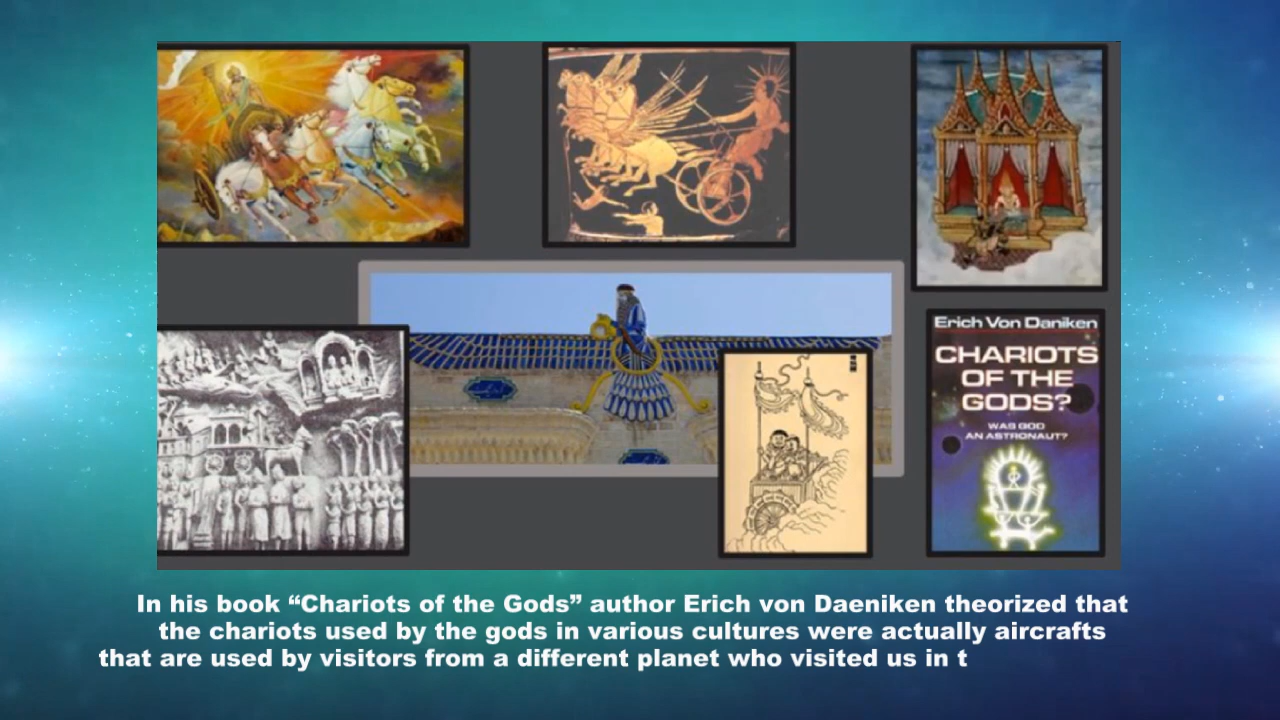 Erich Von Daniken
CHARIOTS
OF THE
GODS?
WAS GOD
AN ASTRONAUT?
In his book “Chariots of the Gods” author Erich von Daeniken theorized that
the chariots used by the gods in various cultures were actually aircrafts
that are used by visitors from a different planet who visited us in t